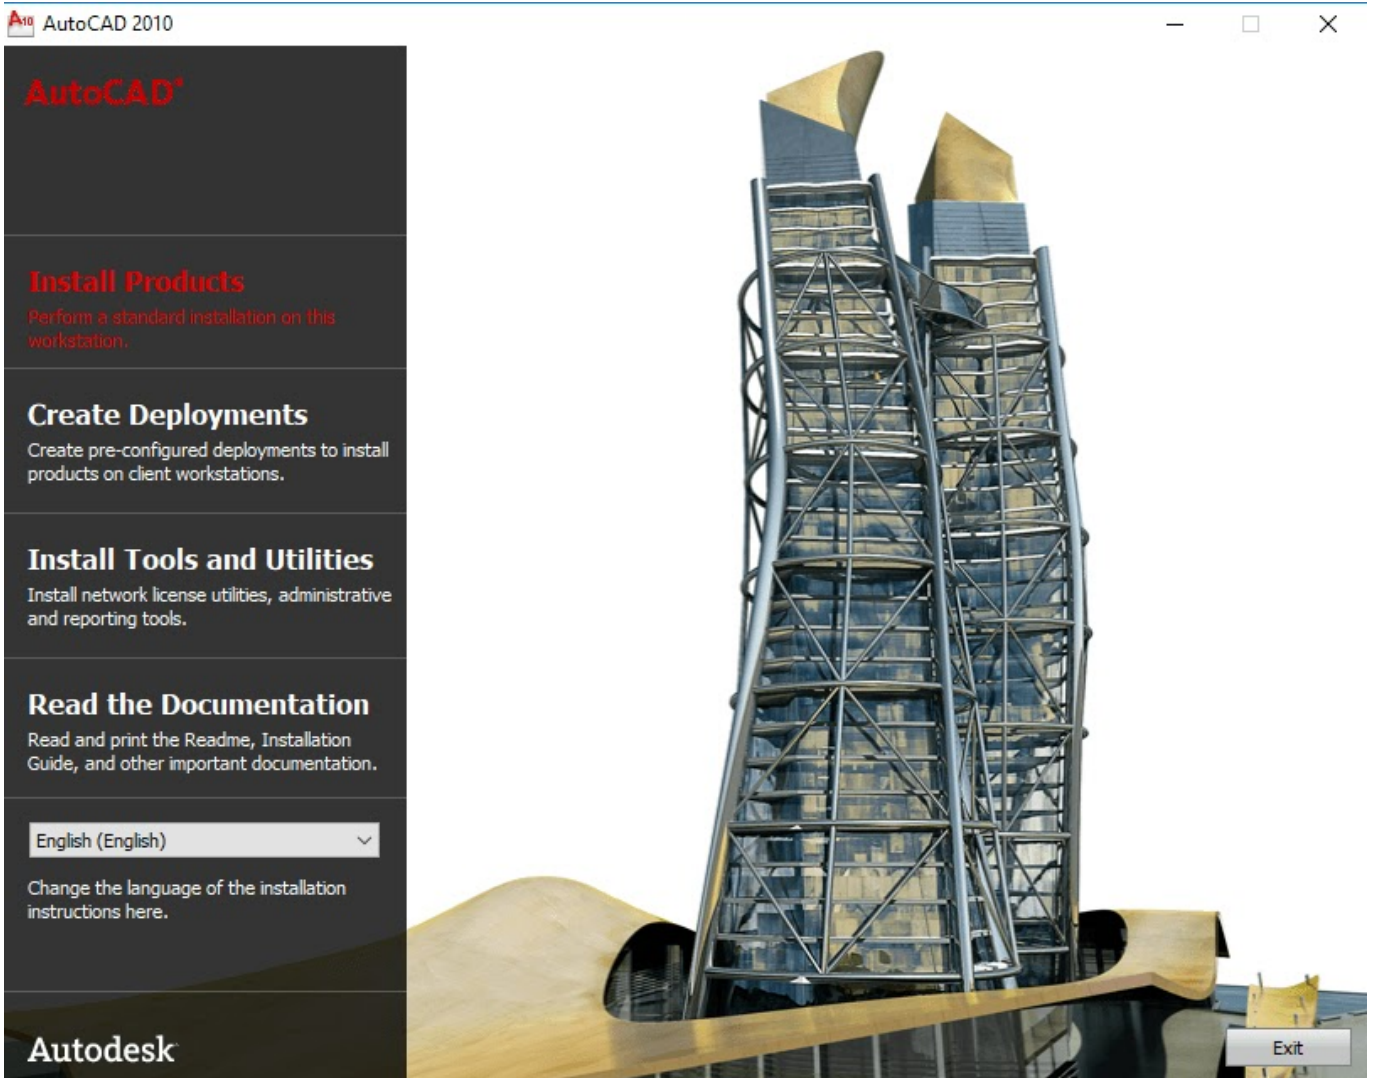 A10 AutoCAD 2010
AutoCAD®
Install Products
Perform a standard installation on this
workstation.
Create Deployments
Create pre-configured deployments to install
products on client workstations.
Install Tools and Utilities
Install network license utilities, administrative
and reporting tools.
Read the Documentation
Read and print the Readme, Installation
Guide, and other important documentation.
English (English)
Change the language of the installation
instructions here.
Autodesk
Exit